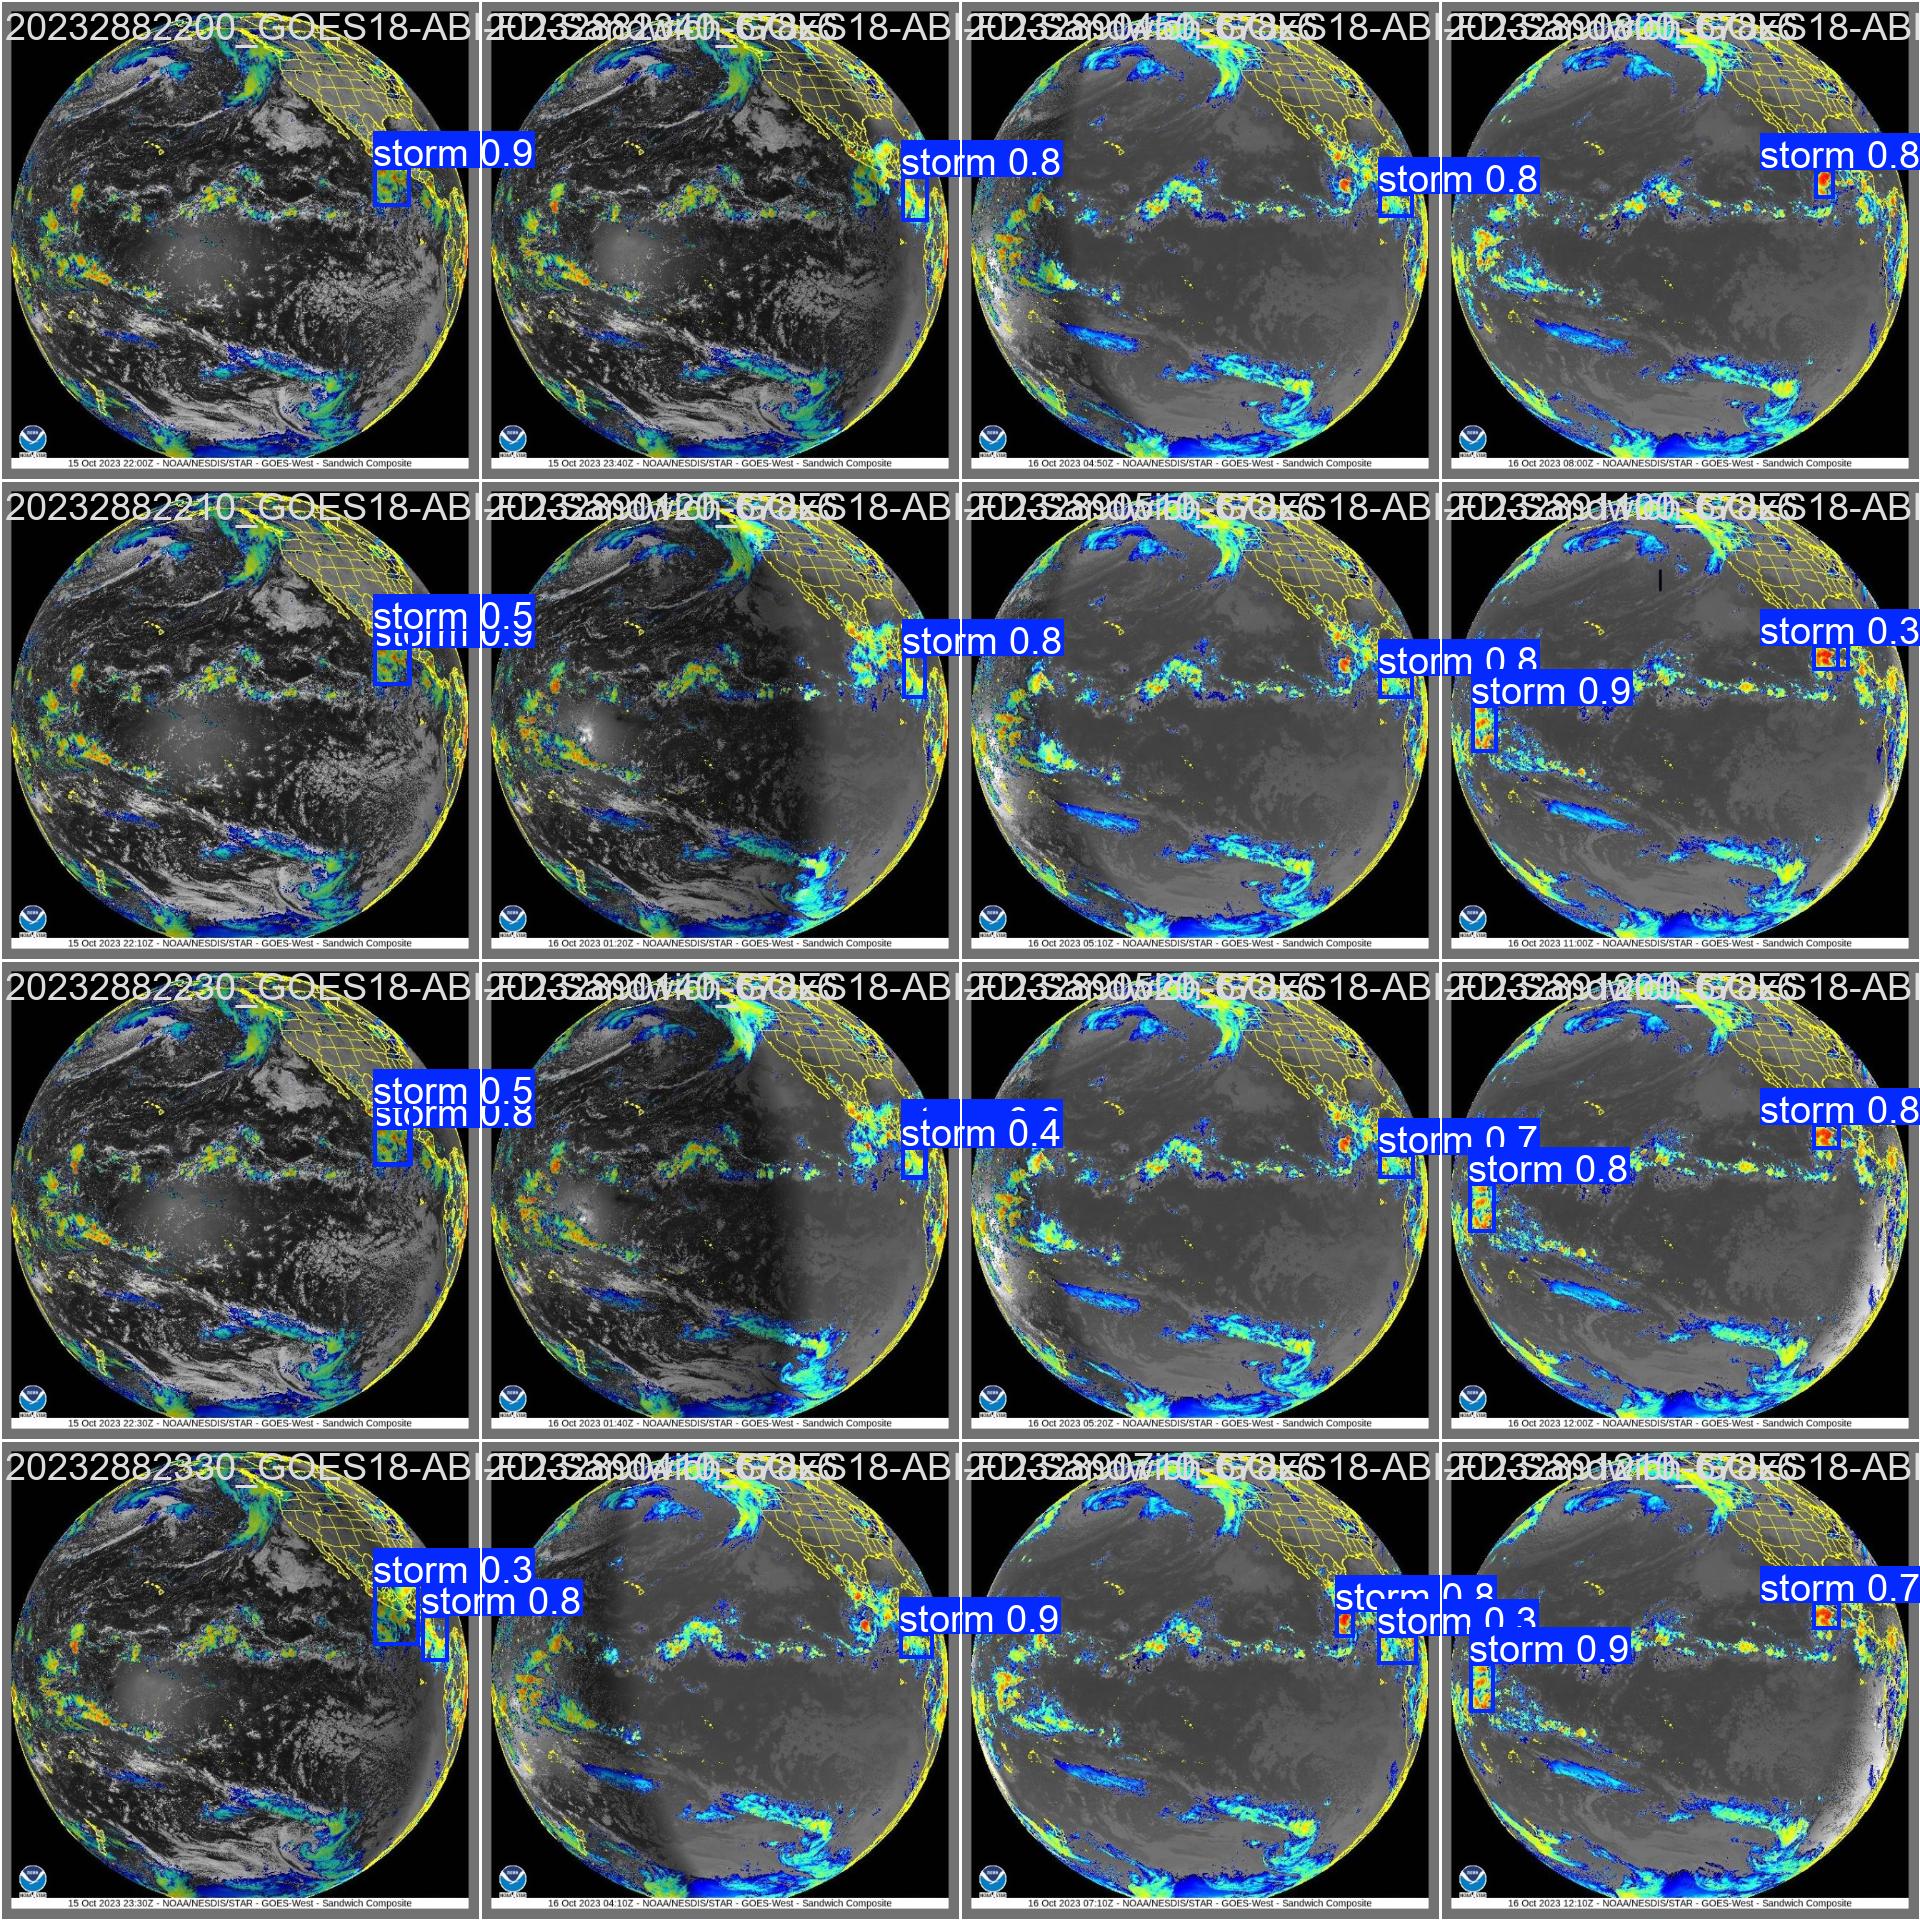 20232882200_GOES18-ABI
storm 0.9
15 Oct 2023 22:00Z - NOAA/NESDIS/STAR - GOES-West - Sandwich Composite
storm 0.8
15 Oct 2023 23:40Z - NOAA/NESDIS/STAR - GOES-West - Sandwich Composite
storm 0.8
16 Oct 2023 04:50Z - NOAA/NESDIS/STAR - GOES-West - Sandwich Composite
storm 0.8
16 Oct 2023 08:00Z - NOAA/NESDIS/STAR - GOES-West - Sandwich Composite
20232882210_GOES18-ABI
storm 0.5
storm 0.9
15 Oct 2023 22:10Z - NOAA/NESDIS/STAR - GOES-West - Sandwich Composite
storm 0.8
16 Oct 2023 01:20Z - NOAA/NESDIS/STAR - GOES-West - Sandwich Composite
storm 0.8
16 Oct 2023 05:10Z - NOAA/NESDIS/STAR - GOES-West - Sandwich Composite
storm 0.3
storm 0.9
16 Oct 2023 11:00Z - NOAA/NESDIS/STAR - GOES-West - Sandwich Composite
20232882230_GOES18-ABI
storm 0.5
storm 0.8
15 Oct 2023 22:30Z - NOAA/NESDIS/STAR - GOES-West - Sandwich Composite
storm 0.4
16 Oct 2023 01:40Z - NOAA/NESDIS/STAR - GOES-West - Sandwich Composite
storm 0.7
16 Oct 2023 05:20Z - NOAA/NESDIS/STAR - GOES-West - Sandwich Composite
storm 0.8
storm 0.8
16 Oct 2023 12:00Z - NOAA/NESDIS/STAR - GOES-West - Sandwich Composite
20232882330_GOES18-ABI
storm 0.3
storm 0.8
15 Oct 2023 23:30Z - NOAA/NESDIS/STAR - GOES-West - Sandwich Composite
storm 0.9
16 Oct 2023 04:10Z - NOAA/NESDIS/STAR - GOES-West - Sandwich Composite
storm 0.8
storm 0.3
16 Oct 2023 07:10Z - NOAA/NESDIS/STAR - GOES-West - Sandwich Composite
storm 0.7
storm 0.9
16 Oct 2023 12:10Z - NOAA/NESDIS/STAR - GOES-West - Sandwich Composite